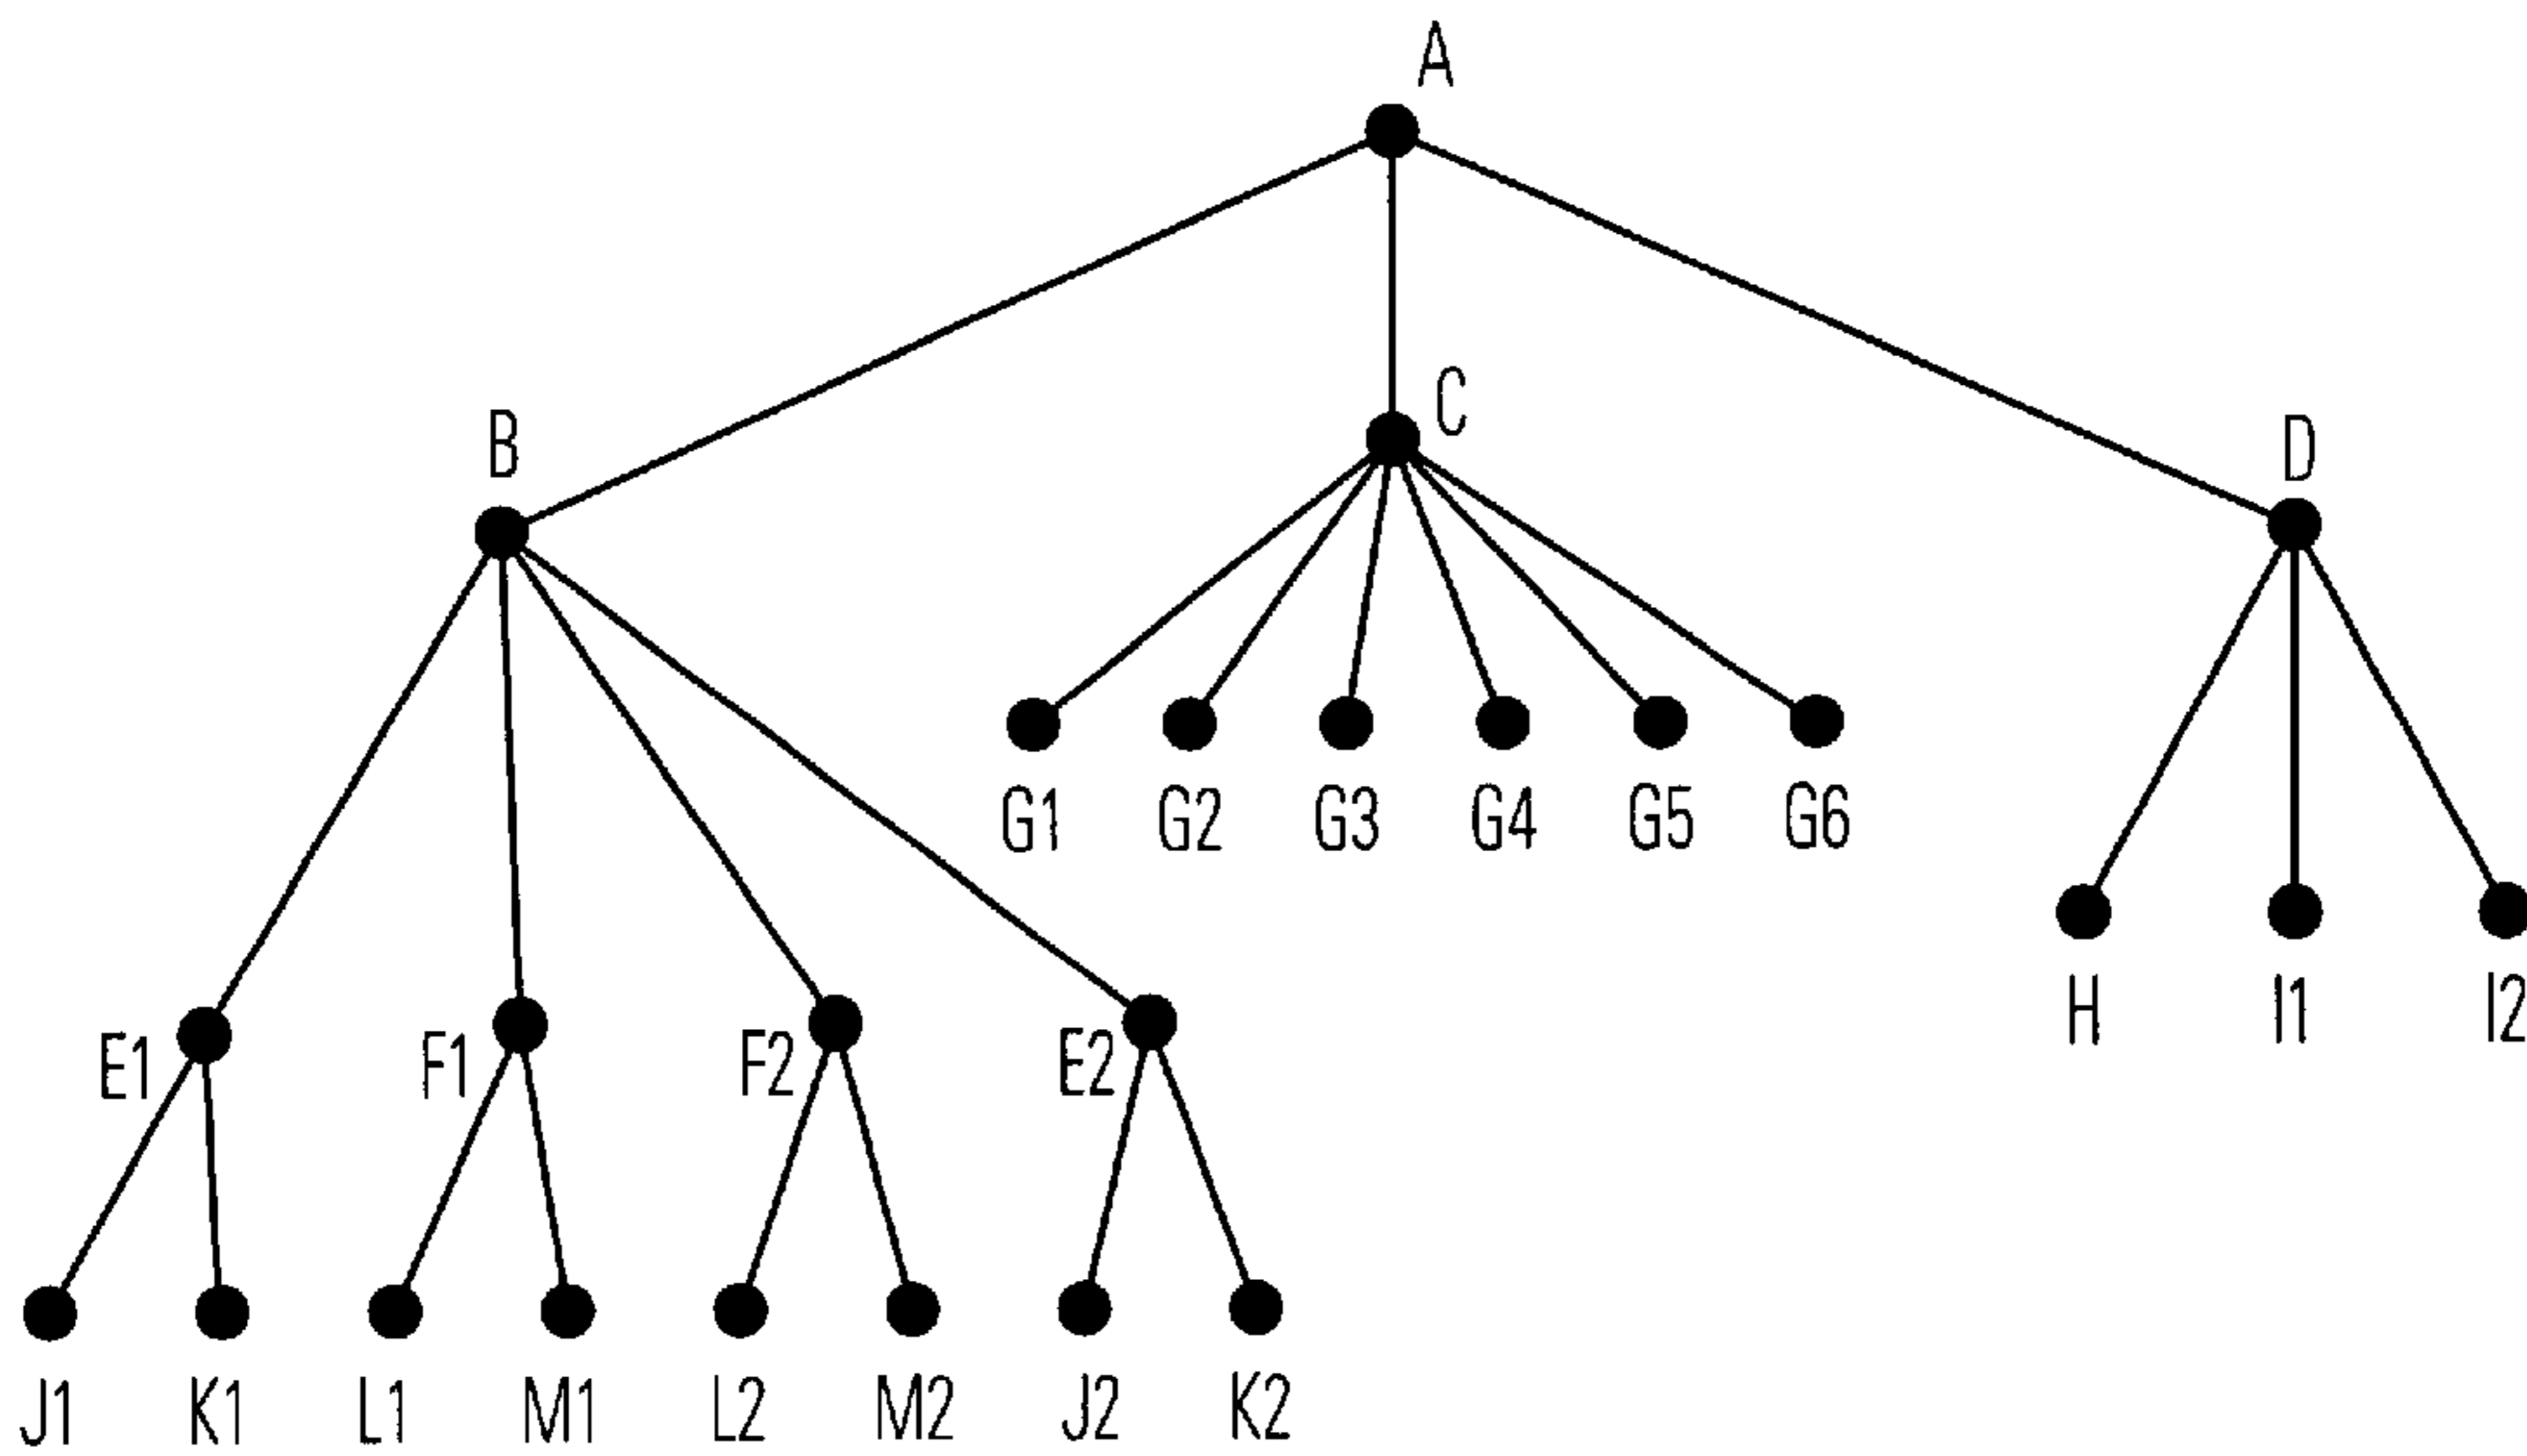 A
B
C
D
G1 G2 G3 G4 G5 G6
H I1 I2
E1 F1 F2 E2
J1 K1 L1 M1 L2 M2 J2 K2